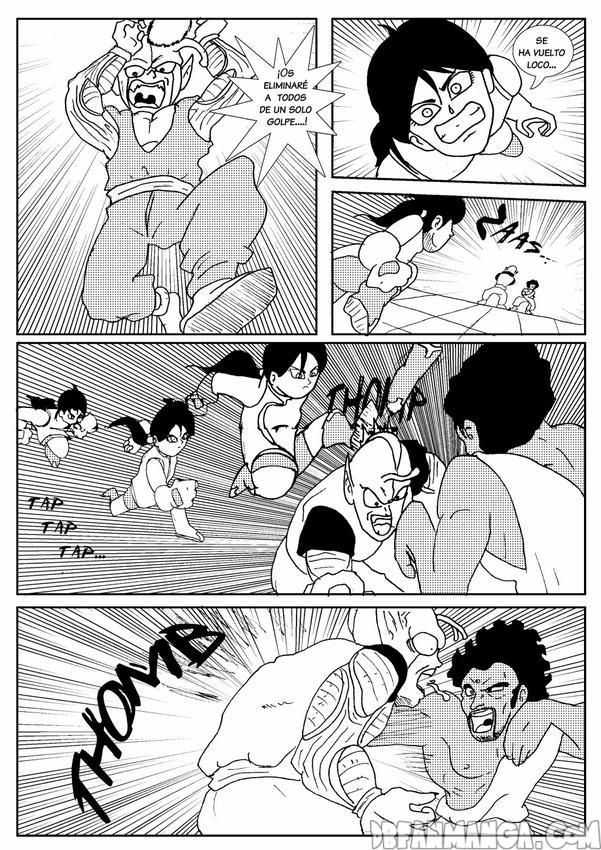 ¡OS
ELIMINARÉ
A TODOS
DE UN SOLO
GOLPE....!
SE
HA VUELTO
LOCO...
ZAAS...
THOMP
TAP
TAP
TAP...
THOMB
DBFANMANGA.COM